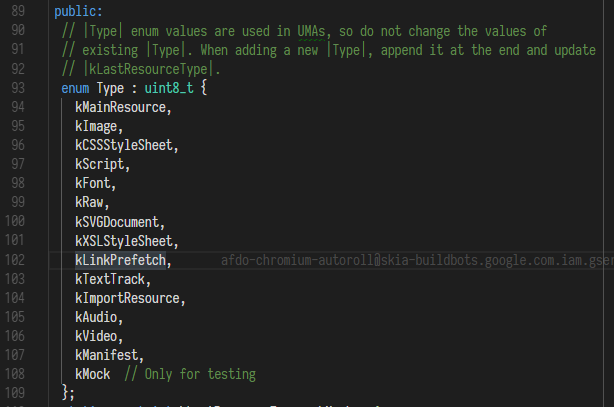 89 public:
90 // |Type| enum values are used in UMAs, so do not change the values of
91 // existing |Type|. When adding a new |Type|, append it at the end and update
92 // |kLastResourceType|.
93 enum Type : uint8_t {
94 kMainResource,
95 kImage,
96 kCSSStyleSheet,
97 kScript,
98 kFont,
99 kRaw,
100 kSVGDocument,
101 kXSLStyleSheet,
102 kLinkPrefetch, afdo-chromium-autoroll@skia-buildbots.google.com.iam.gser
103 kTextTrack,
104 kImportResource,
105 kAudio,
106 kVideo,
107 kManifest,
108 kMock // Only for testing
109 };